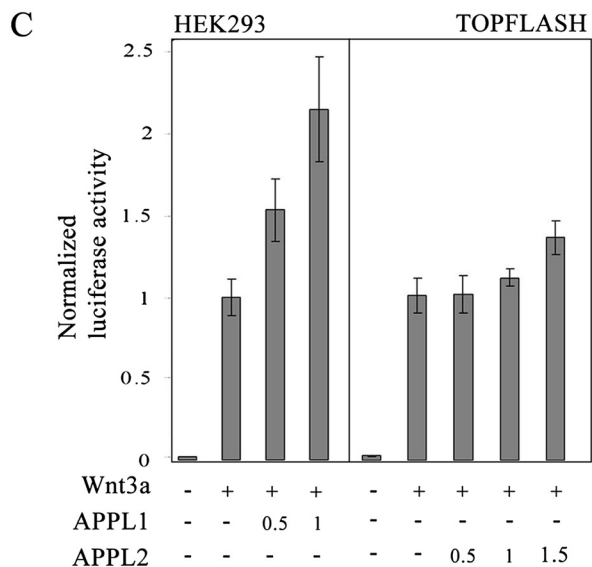 C
HEK293 TOPFLASH
Normalized
luciferase activity
2.5
2
1.5
1
0.5
0
Wnt3a - + + + - + + + +
APPL1 - - 0.5 1 - - - - -
APPL2 - - - - - - 0.5 1 1.5